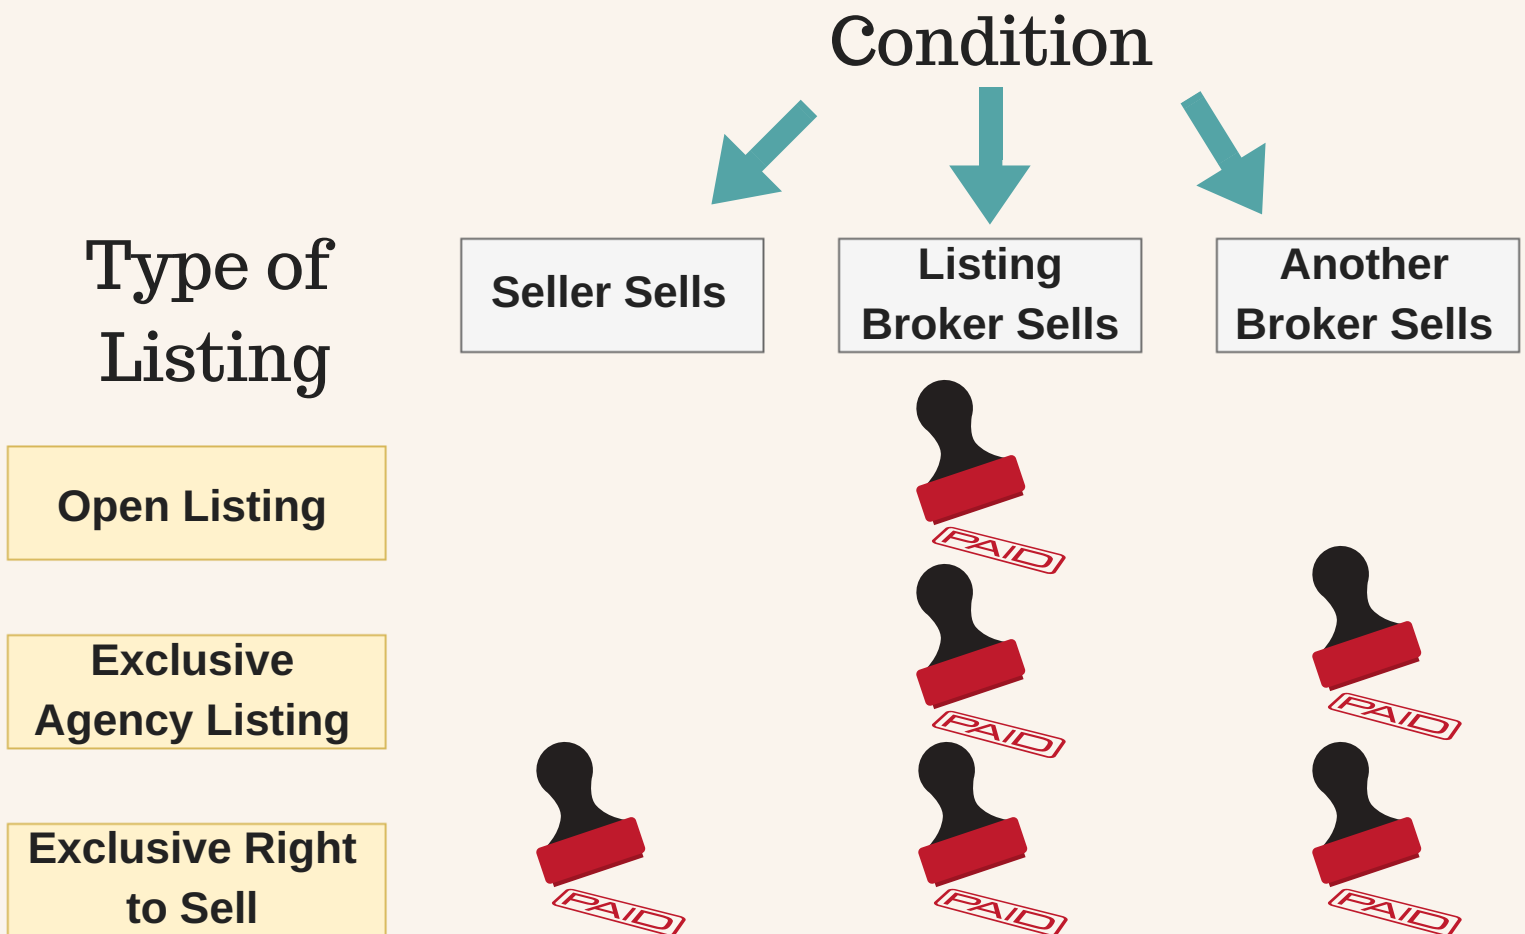 Condition
Type of
Listing
Seller Sells
Listing
Broker Sells
Another
Broker Sells
Open Listing
PAID
Exclusive
Agency Listing
PAID
PAID
Exclusive Right
to Sell
PAID
PAID
PAID